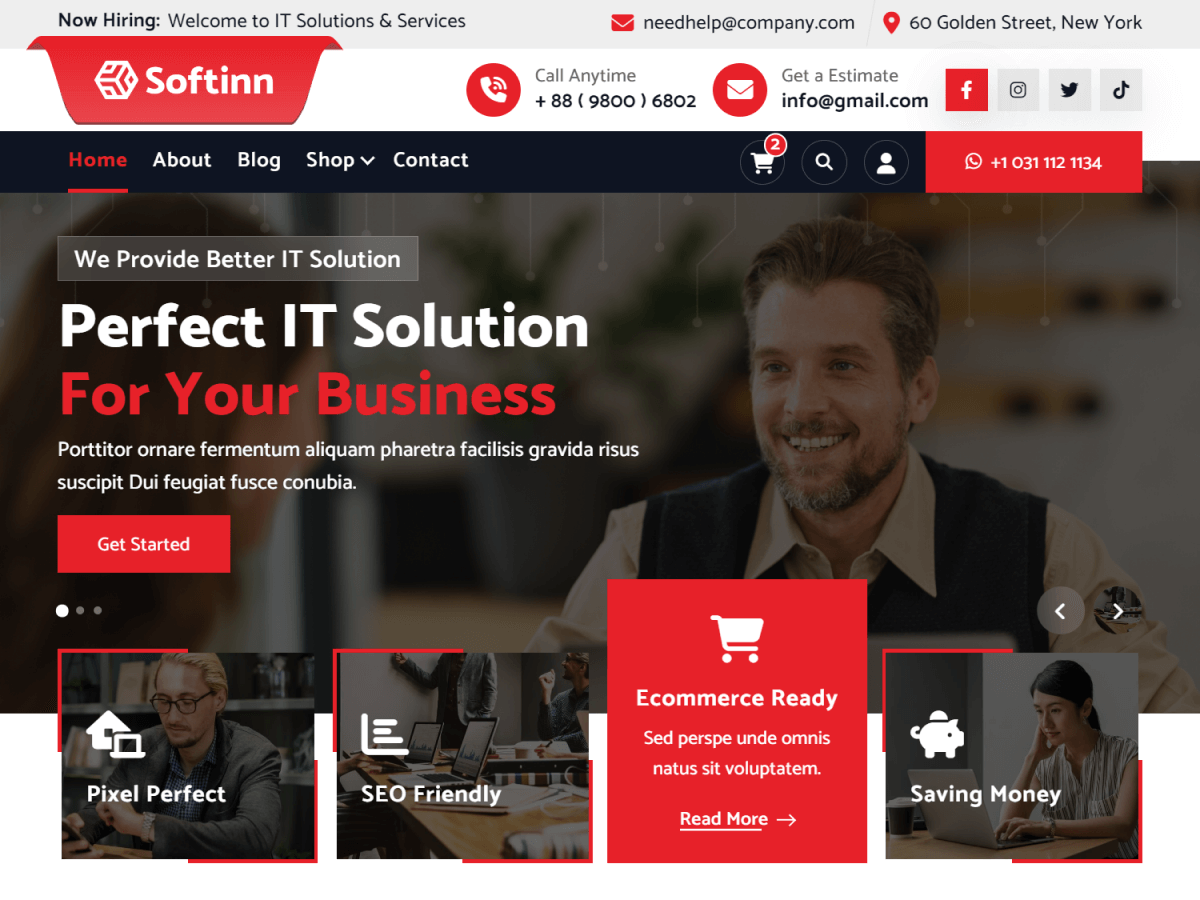 Now Hiring: Welcome to IT Solutions & Services
needhelp@company.com
60 Golden Street, New York
Softinn
Call Anytime
+ 88 ( 9800 ) 6802
Get a Estimate
info@gmail.com
Home
About
Blog
Shop
Contact
2
+1 031 112 1134
We Provide Better IT Solution
Perfect IT Solution
For Your Business
Porttitor ornare fermentum aliquam pharetra facilisis gravida risus
suscipit Dui feugiat fusce conubia.
Get Started
Pixel Perfect
SEO Friendly
Ecommerce Ready
Sed perspe unde omnis
natus sit voluptatem.
Read More
Saving Money